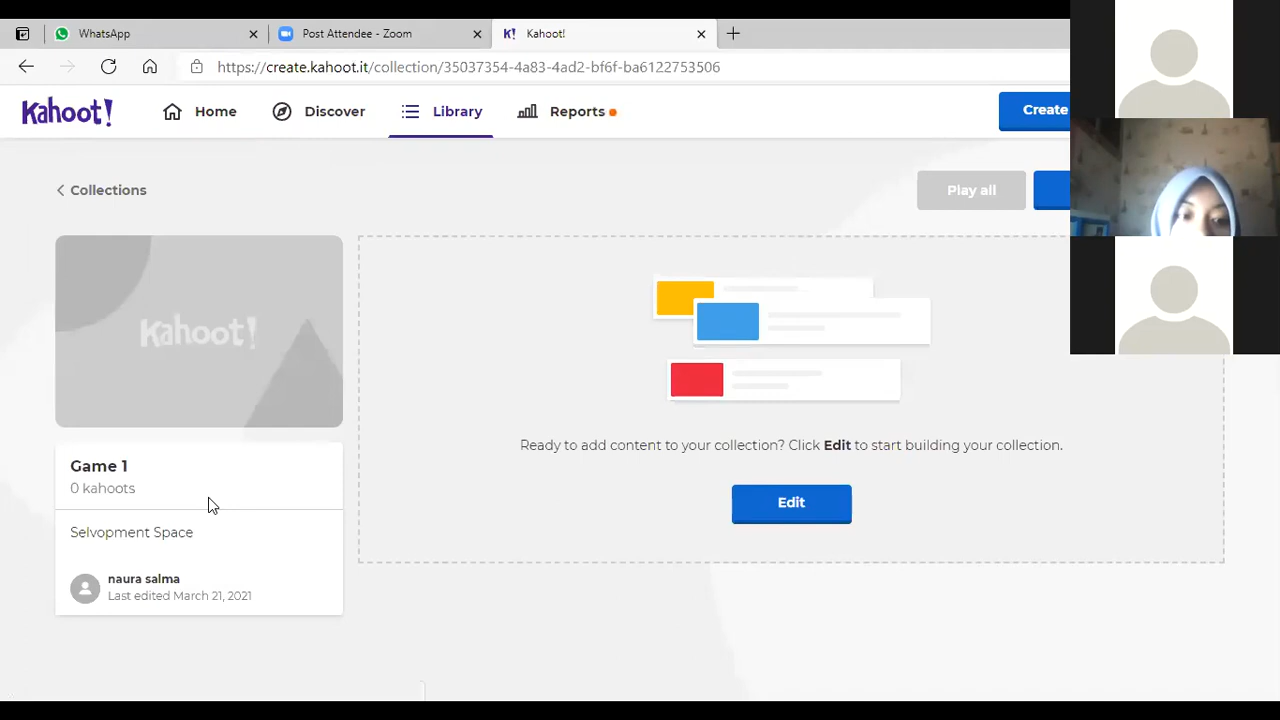 WhatsApp
Post Attendee - Zoom
K! Kahoot!
https://create.kahoot.it/collection/35037354-4a83-4ad2-bf6f-ba6122753506
Kahoot!
Home
Discover
Library
Reports
Create
Collections
Play all
Kahoot!
Game 1
0 kahoots
Selvopment Space
naura salma
Last edited March 21, 2021
Ready to add content to your collection? Click Edit to start building your collection.
Edit